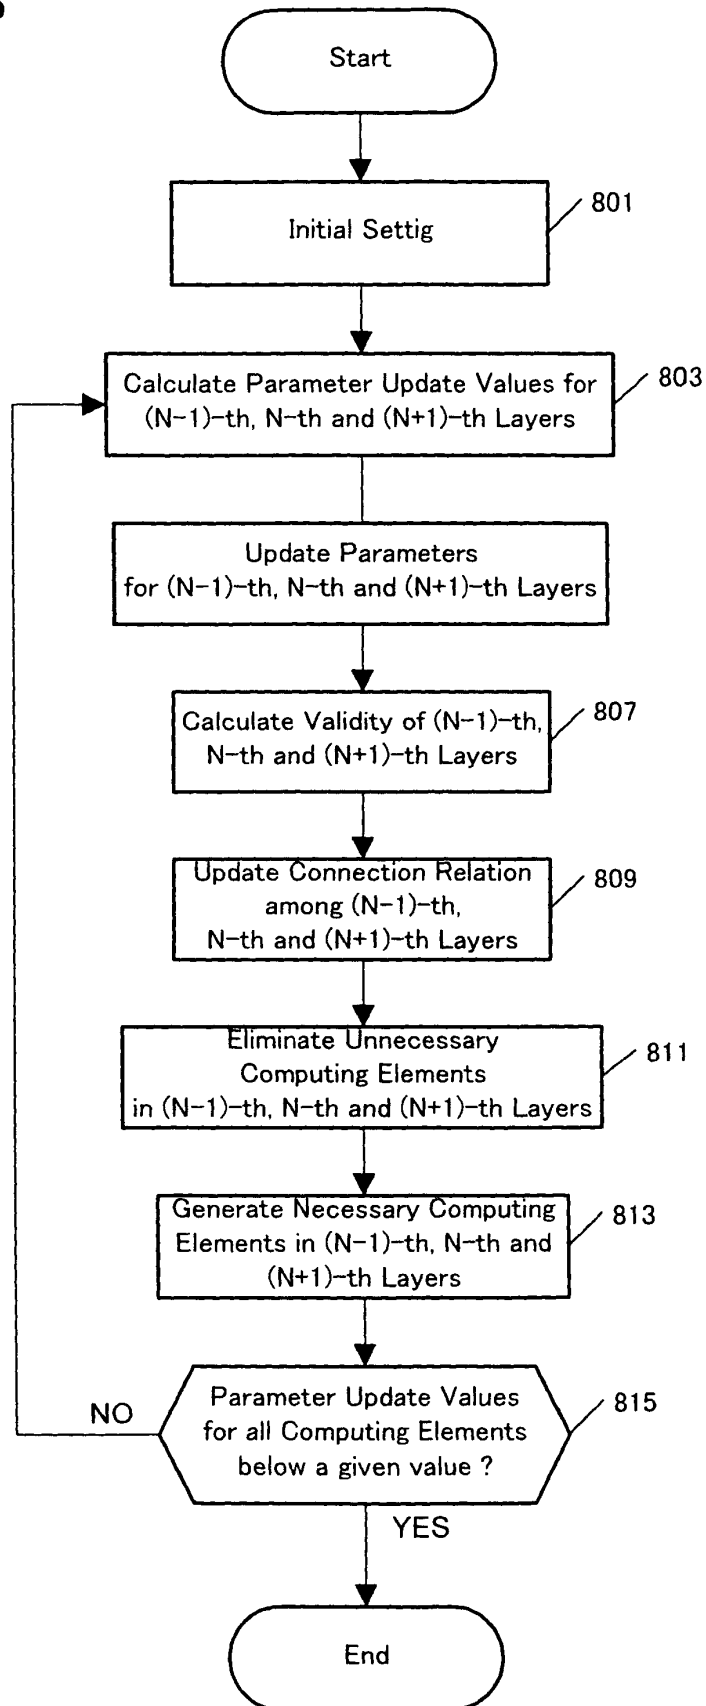 Start
Initial Settig
801
Calculate Parameter Update Values for
(N-1)-th, N-th and (N+1)-th Layers
803
Update Parameters
for (N-1)-th, N-th and (N+1)-th Layers
Calculate Validity of (N-1)-th,
N-th and (N+1)-th Layers
807
Update Connection Relation
among (N-1)-th,
N-th and (N+1)-th Layers
809
Eliminate Unnecessary
Computing Elements
in (N-1)-th, N-th and (N+1)-th Layers
811
Generate Necessary Computing
Elements in (N-1)-th, N-th and
(N+1)-th Layers
813
Parameter Update Values
for all Computing Elements
below a given value ?
815
NO
YES
End